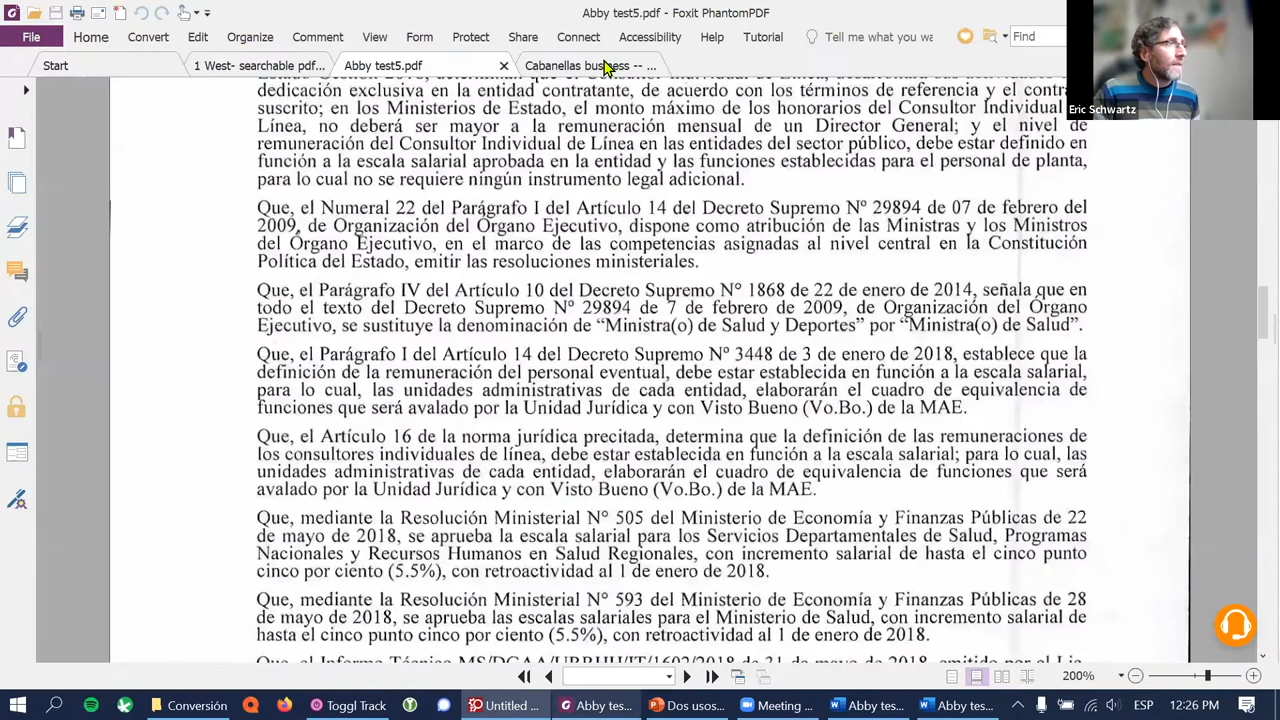 Abby test5.pdf - Foxit PhantomPDF
File Home Convert Edit Organize Comment View Form Protect Share Connect Accessibility Help Tutorial Tell me what you wan... Find
Start 1 West- searchable pdf... Abby test5.pdf Cabanellas business -- ...
Eric Schwartz
dedicación exclusiva en la entidad contratante, de acuerdo con los términos de referencia y el contra
suscrito; en los Ministerios de Estado, el monto máximo de los honorarios del Consultor Individual
Línea, no deberá ser mayor a la remuneración mensual de un Director General; y el nivel de
remuneración del Consultor Individual de Línea en las entidades del sector público, debe estar definido en
función a la escala salarial aprobada en la entidad y las funciones establecidas para el personal de planta,
para lo cual no se requiere ningún instrumento legal adicional.
Que, el Numeral 22 del Parágrafo I del Artículo 14 del Decreto Supremo N° 29894 de 07 de febrero del
2009, de Organización del Órgano Ejecutivo, dispone como atribución de las Ministras y los Ministros
del Órgano Ejecutivo, en el marco de las competencias asignadas al nivel central en la Constitución
Política del Estado, emitir las resoluciones ministeriales.
Que, el Parágrafo IV del Artículo 10 del Decreto Supremo N° 1868 de 22 de enero de 2014, señala que en
todo el texto del Decreto Supremo N° 29894 de 7 de febrero de 2009, de Organización del Órgano
Ejecutivo, se sustituye la denominación de “Ministra(o) de Salud y Deportes” por “Ministra(o) de Salud”.
Que, el Parágrafo I del Artículo 14 del Decreto Supremo N° 3448 de 3 de enero de 2018, establece que la
definición de la remuneración del personal eventual, debe estar establecida en función a la escala salarial,
para lo cual, las unidades administrativas de cada entidad, elaborarán el cuadro de equivalencia de
funciones que será avalado por la Unidad Jurídica y con Visto Bueno (Vo.Bo.) de la MAE.
Que, el Artículo 16 de la norma jurídica precitada, determina que la definición de las remuneraciones de
los consultores individuales de línea, debe estar establecida en función a la escala salarial; para lo cual, las
unidades administrativas de cada entidad, elaborarán el cuadro de equivalencia de funciones que será
avalado por la Unidad Jurídica y con Visto Bueno (Vo.Bo.) de la MAE.
Que, mediante la Resolución Ministerial N° 505 del Ministerio de Economía y Finanzas Públicas de 22
de mayo de 2018, se aprueba la escala salarial para los Servicios Departamentales de Salud, Programas
Nacionales y Recursos Humanos en Salud Regionales, con incremento salarial de hasta el cinco punto
cinco por ciento (5.5%), con retroactividad al 1 de enero de 2018.
Que, mediante la Resolución Ministerial N° 593 del Ministerio de Economía y Finanzas Públicas de 28
de mayo de 2018, se aprueba las escalas salariales para el Ministerio de Salud, con incremento salarial de
hasta el cinco punto cinco por ciento (5.5%), con retroactividad al 1 de enero de 2018.
200%
Conversión Toggl Track Untitled ... Abby tes... Dos usos... Meeting ... Abby tes... Abby tes... ESP 12:26 PM